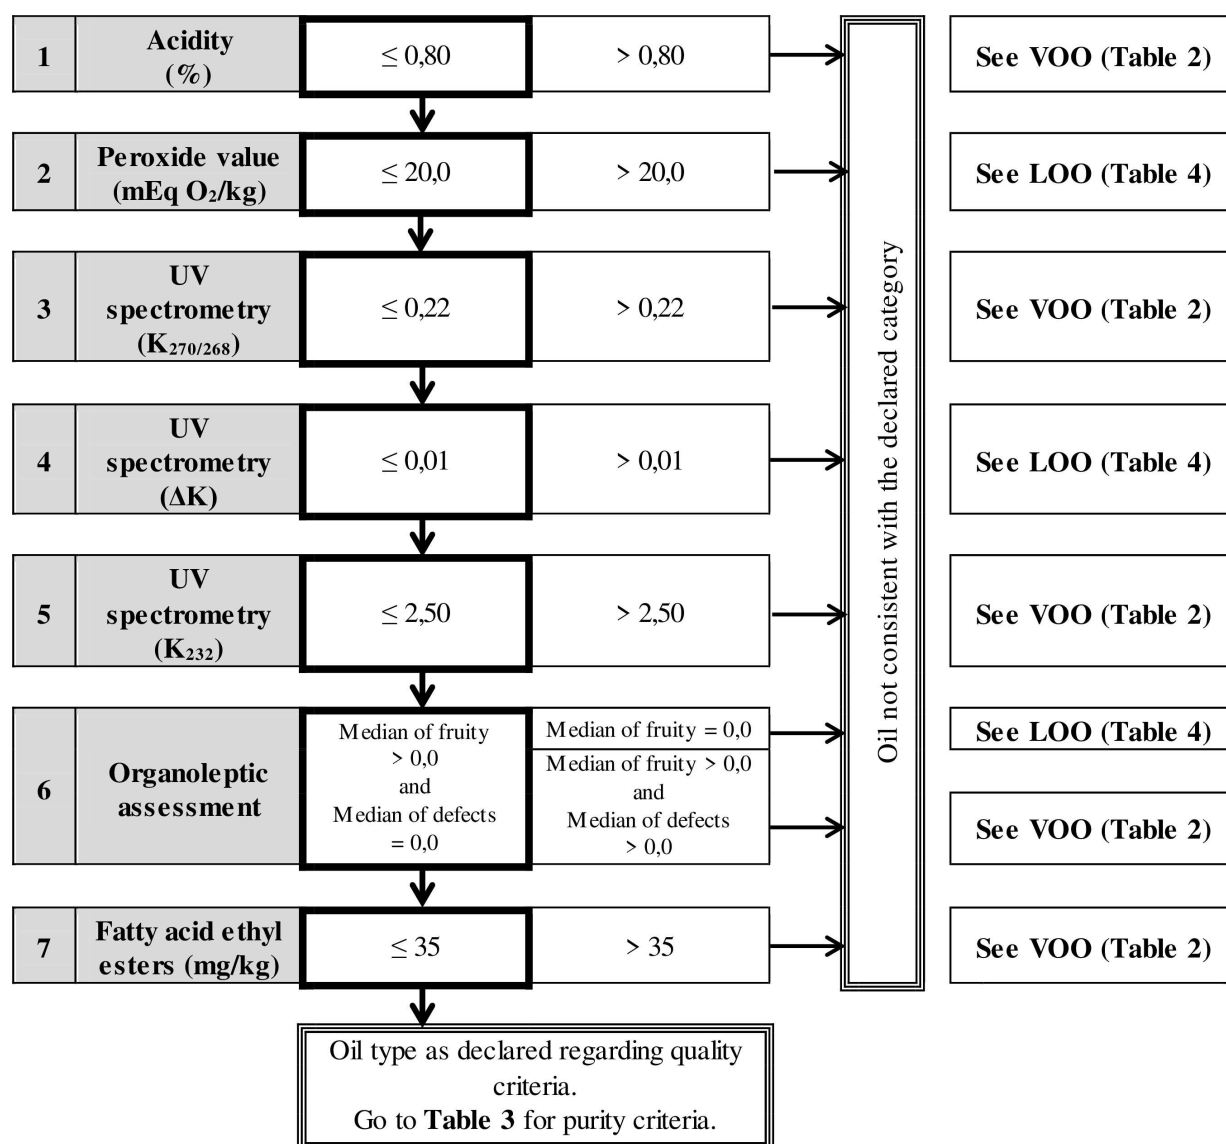 1
Acidity
(%)
≤ 0,80
> 0,80
See VOO (Table 2)
2
Peroxide value
(mEq O₂/kg)
≤ 20,0
> 20,0
See LOO (Table 4)
3
UV
spectrometry
(K₂₇₀/₂₆₈)
≤ 0,22
> 0,22
See VOO (Table 2)
4
UV
spectrometry
(ΔK)
≤ 0,01
> 0,01
See LOO (Table 4)
5
UV
spectrometry
(K₂₃₂)
≤ 2,50
> 2,50
See VOO (Table 2)
6
Organoleptic
assessment
Median of fruity
> 0,0
and
Median of defects
= 0,0
Median of fruity = 0,0
See LOO (Table 4)
Median of fruity > 0,0
and
Median of defects
> 0,0
See VOO (Table 2)
7
Fatty acid ethyl
esters (mg/kg)
≤ 35
> 35
See VOO (Table 2)
Oil not consistent with the declared category
Oil type as declared regarding quality
criteria.
Go to Table 3 for purity criteria.